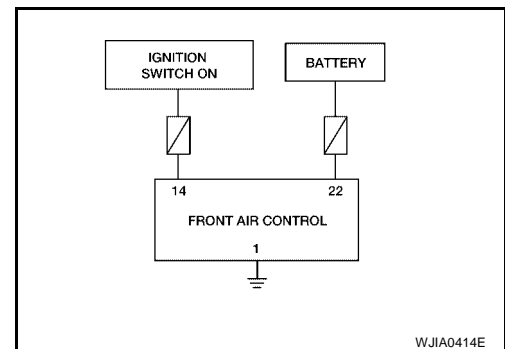 IGNITION
SWITCH ON
BATTERY
14 22
FRONT AIR CONTROL
1
WJIA0414E